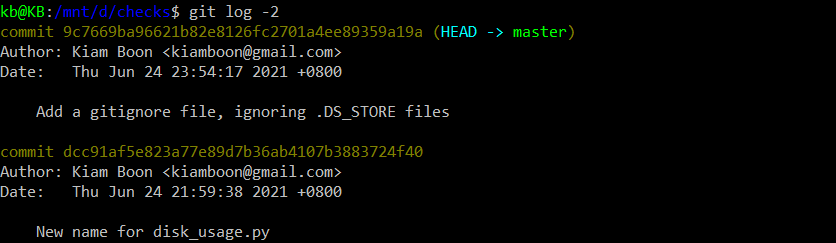 kb@KB:/mnt/d/checks$ git log -2
commit 9c7669ba96621b82e8126fc2701a4ee89359a19a (HEAD -> master)
Author: Kiam Boon <kiamboon@gmail.com>
Date:   Thu Jun 24 23:54:17 2021 +0800
Add a gitignore file, ignoring .DS_STORE files
commit dcc91af5e823a77e89d7b36ab4107b3883724f40
Author: Kiam Boon <kiamboon@gmail.com>
Date:   Thu Jun 24 21:59:38 2021 +0800
New name for disk_usage.py